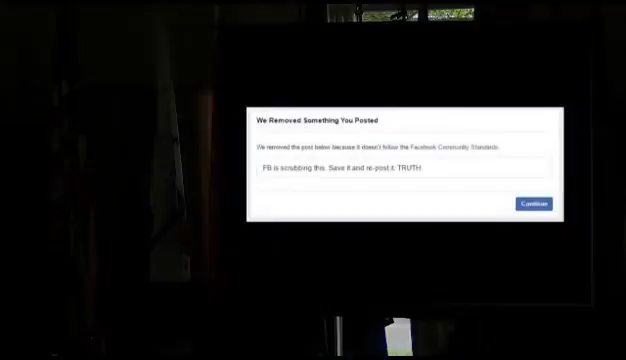 We Removed Something You Posted
We removed the post below because it doesn't follow the Facebook Community Standards.
FB is scrubbing this. Save it and re-post it. TRUTH.
Continue